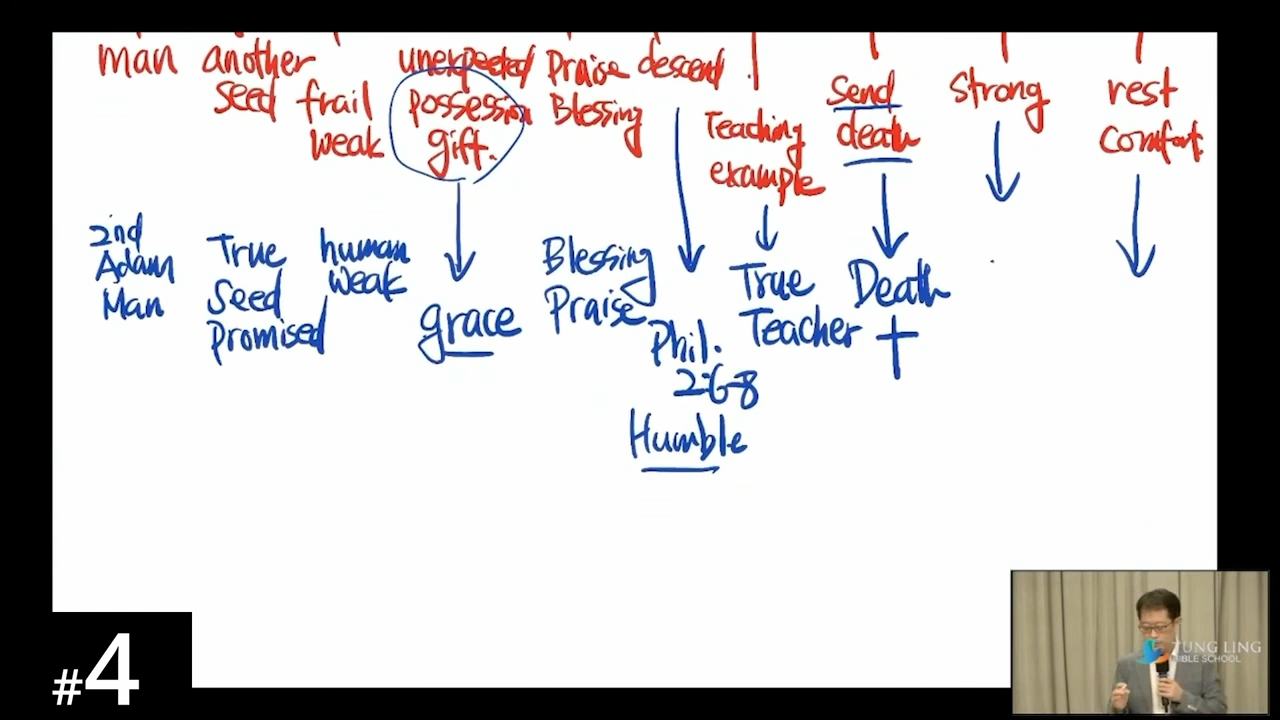 man
another
seed
frail
weak
unexpected
possession
gift.
Praise
Blessing
descend
Teaching
example
Send
death
strong
rest
comfort
2nd
Adam
Man
True
Seed
Promised
human
weak
grace
Blessing
Praise
Phil.
2:6-8
Humble
True
Teacher
Death
#4
TUNG LING
BIBLE SCHOOL